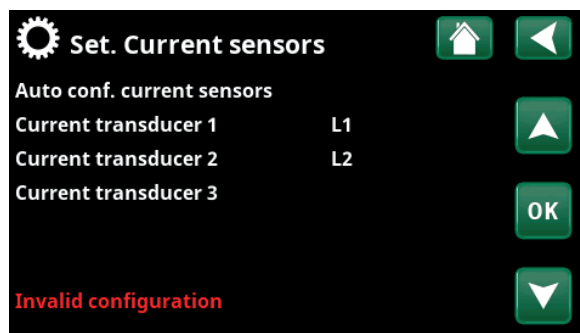 Set. Current sensors
Auto conf. current sensors
Current transducer 1 L1
Current transducer 2 L2
Current transducer 3
OK
Invalid configuration